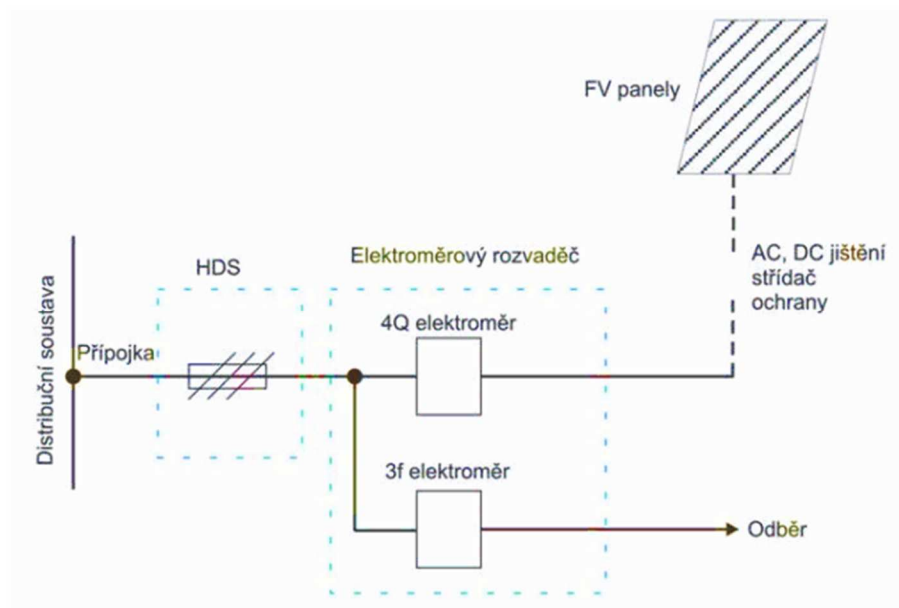 FV panely
AC, DC jištění
střídač
ochrany
Elektroměrový rozvaděč
HDS
4Q elektroměr
Přípojka
Distribuční soustava
3f elektroměr
Odběr